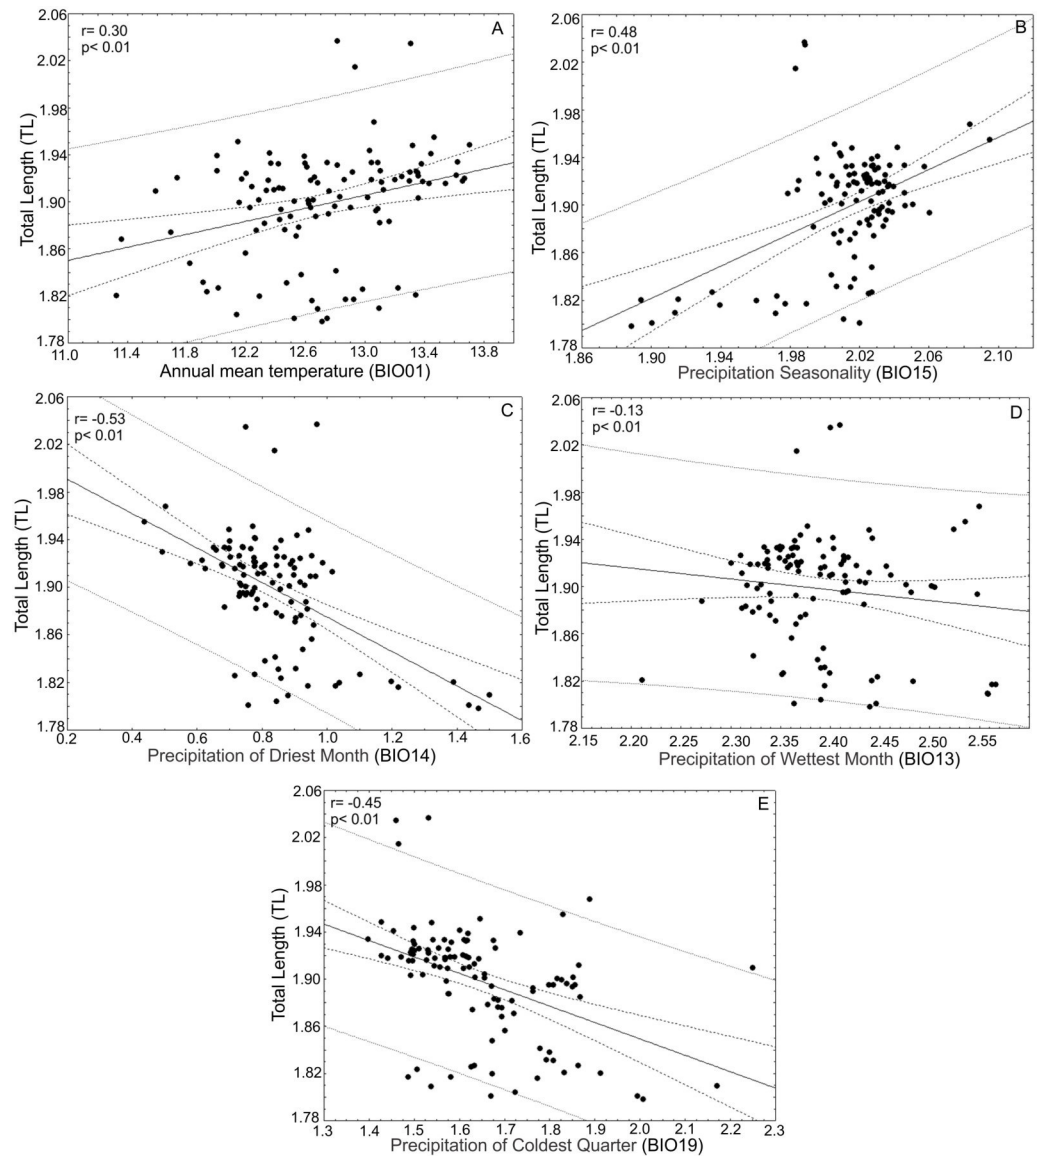 A
r= 0.30
p< 0.01
Total Length (TL)
2.06
2.02
1.98
1.94
1.90
1.86
1.82
1.78
11.0 11.4 11.8 12.2 12.6 13.0 13.4 13.8
Annual mean temperature (BIO01)
B
r= 0.48
p< 0.01
Total Length (TL)
2.06
2.02
1.98
1.94
1.90
1.86
1.82
1.78
1.86 1.90 1.94 1.98 2.02 2.06 2.10
Precipitation Seasonality (BIO15)
C
r= -0.53
p< 0.01
Total Length (TL)
2.06
2.02
1.98
1.94
1.90
1.86
1.82
1.78
0.2 0.4 0.6 0.8 1.0 1.2 1.4 1.6
Precipitation of Driest Month (BIO14)
D
r= -0.13
p< 0.01
Total Length (TL)
2.06
2.02
1.98
1.94
1.90
1.86
1.82
1.78
2.15 2.20 2.25 2.30 2.35 2.40 2.45 2.50 2.55
Precipitation of Wettest Month (BIO13)
E
r= -0.45
p< 0.01
Total Length (TL)
2.06
2.02
1.98
1.94
1.90
1.86
1.82
1.78
1.3 1.4 1.5 1.6 1.7 1.8 1.9 2.0 2.1 2.2 2.3
Precipitation of Coldest Quarter (BIO19)